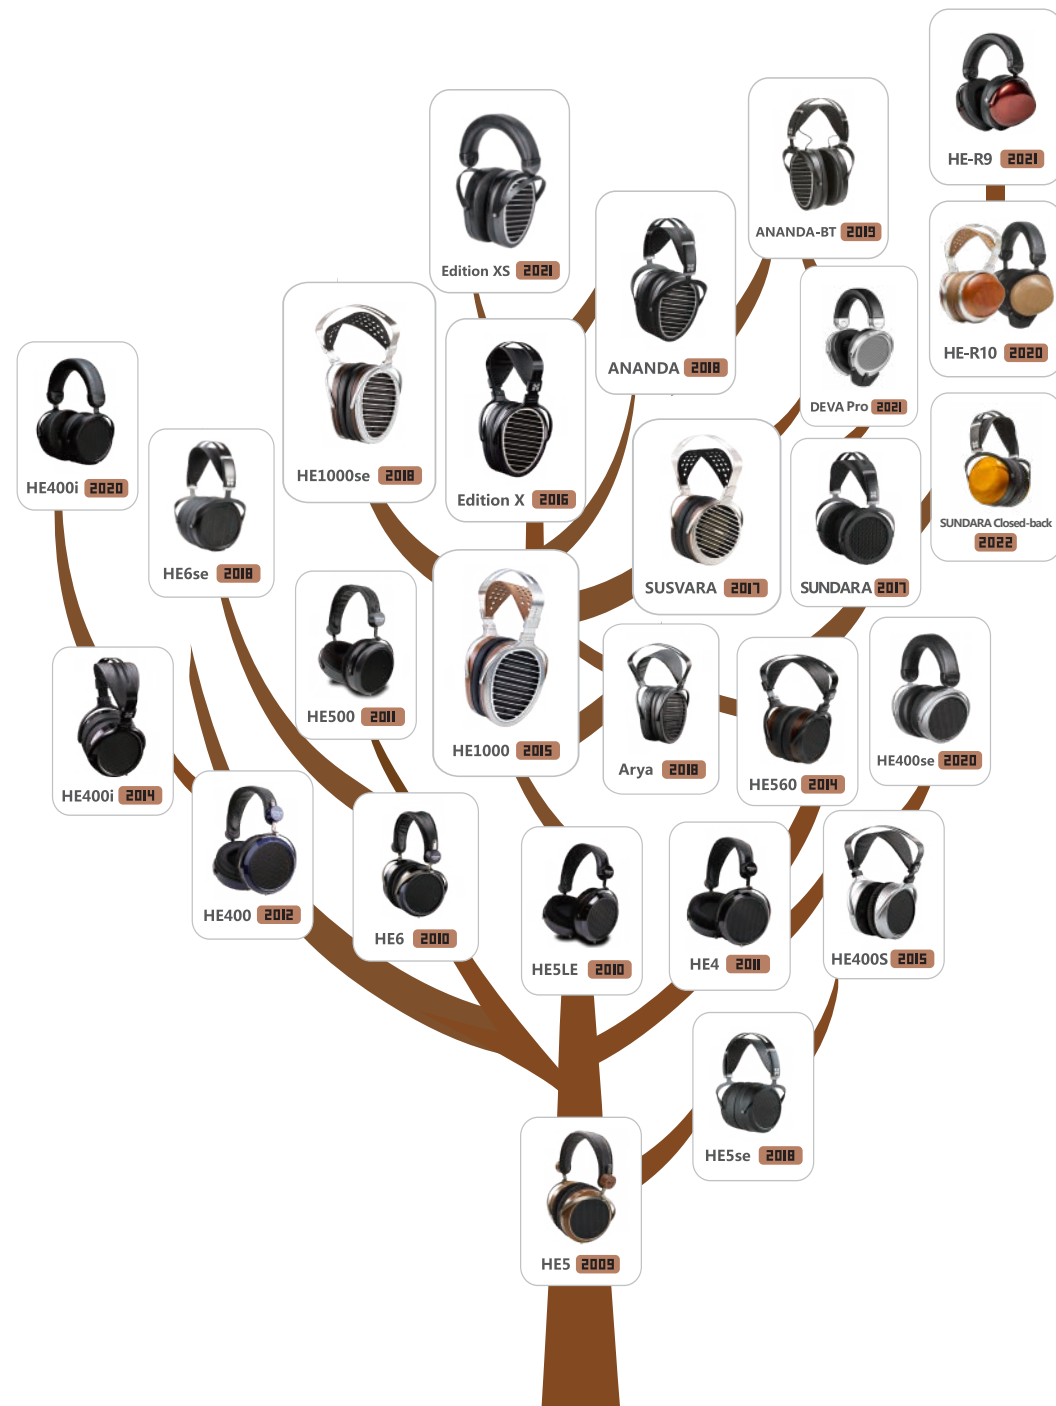 HE-R9 2021
Edition XS 2021
ANANDA-BT 2019
HE-R10 2020
ANANDA 2018
DEVA Pro 2021
HE400i 2020
HE1000se 2018
Edition X 2016
SUNDARA Closed-back
2022
HE6se 2018
SUSVARA 2017
SUNDARA 2017
HE500 2011
HE1000 2015
Arya 2018
HE560 2014
HE400se 2020
HE400i 2014
HE400 2012
HE6 2010
HE5LE 2010
HE4 2011
HE400S 2015
HE5se 2018
HE5 2009